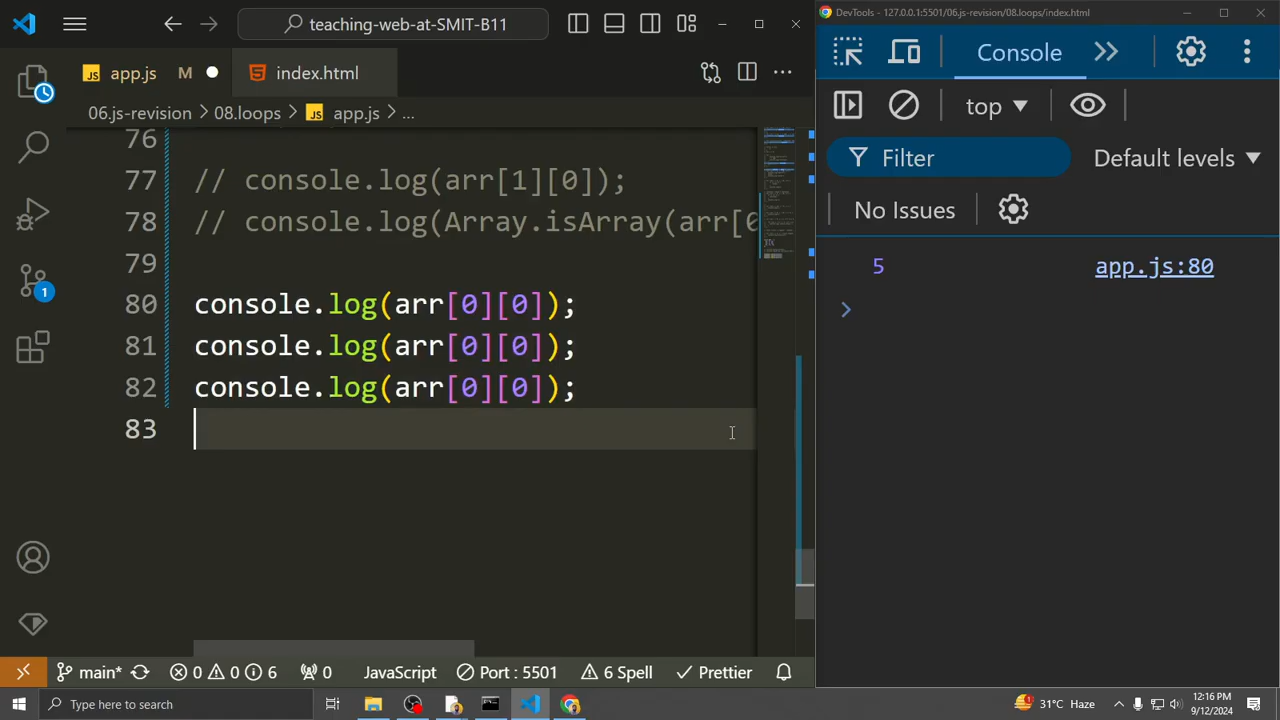 teaching-web-at-SMIT-B11
DevTools - 127.0.0.1:5501/06.js-revision/08.loops/index.html
JS app.js M
index.html
Console
06.js-revision > 08.loops > JS app.js > ...
top
76
77 // console.log(arr[1][0]);
78 // console.log(Array.isArray(arr[0
79
80 console.log(arr[0][0]);
81 console.log(arr[0][0]);
82 console.log(arr[0][0]);
83
Filter
Default levels
No Issues
5 app.js:80
1
main* 0 0 6 0 JavaScript Port : 5501 6 Spell Prettier
Type here to search
31°C Haze
12:16 PM
9/12/2024